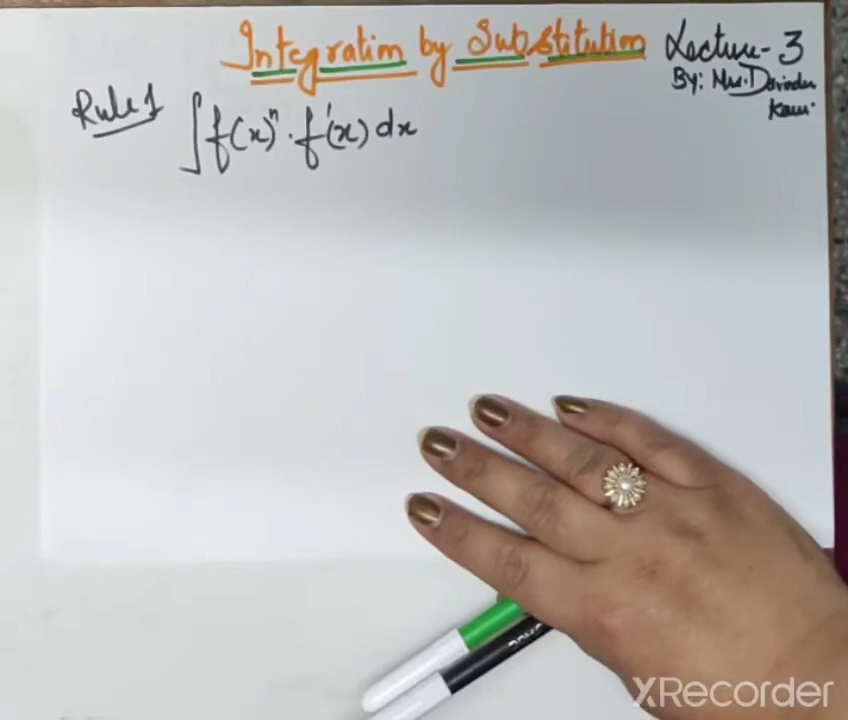 Integration by Substitution Lecture-3
By: Mrs. Davinder
Kaur
Rule 1 ∫f(x)ⁿ · f'(x) dx
XRecorder